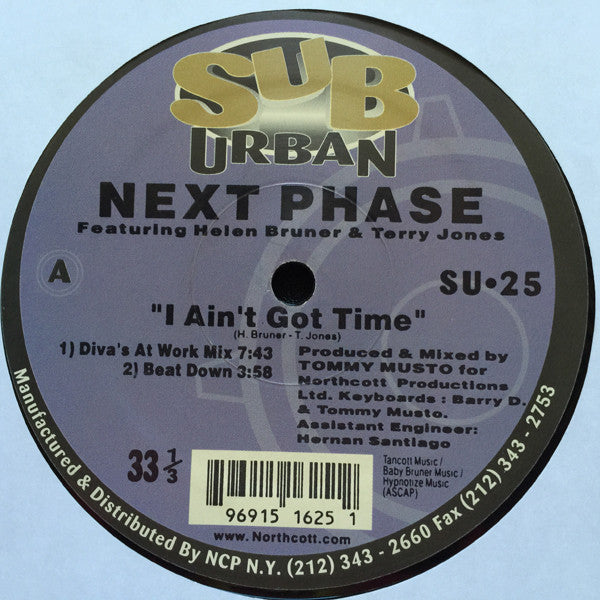 SUB
URBAN
NEXT PHASE
Featuring Helen Bruner & Terry Jones
A
SU•25
"I Ain't Got Time"
(H. Bruner - T. Jones)
1) Diva's At Work Mix 7:43
2) Beat Down 3:58
Produced & Mixed by
TOMMY MUSTO for
Northcott Productions
Ltd. Keyboards : Barry D.
& Tommy Musto.
Assistant Engineer:
Hernan Santiago
Tancott Music /
Baby Bruner Music /
Hypnotize Music /
(ASCAP)
33 1/3
96915 1625 1
www.Northcott.com
Manufactured & Distributed By NCP N.Y. (212) 343 - 2660 Fax (212) 343 - 2753